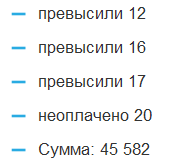 превысили 12
превысили 16
превысили 17
неоплачено 20
Сумма: 45 582